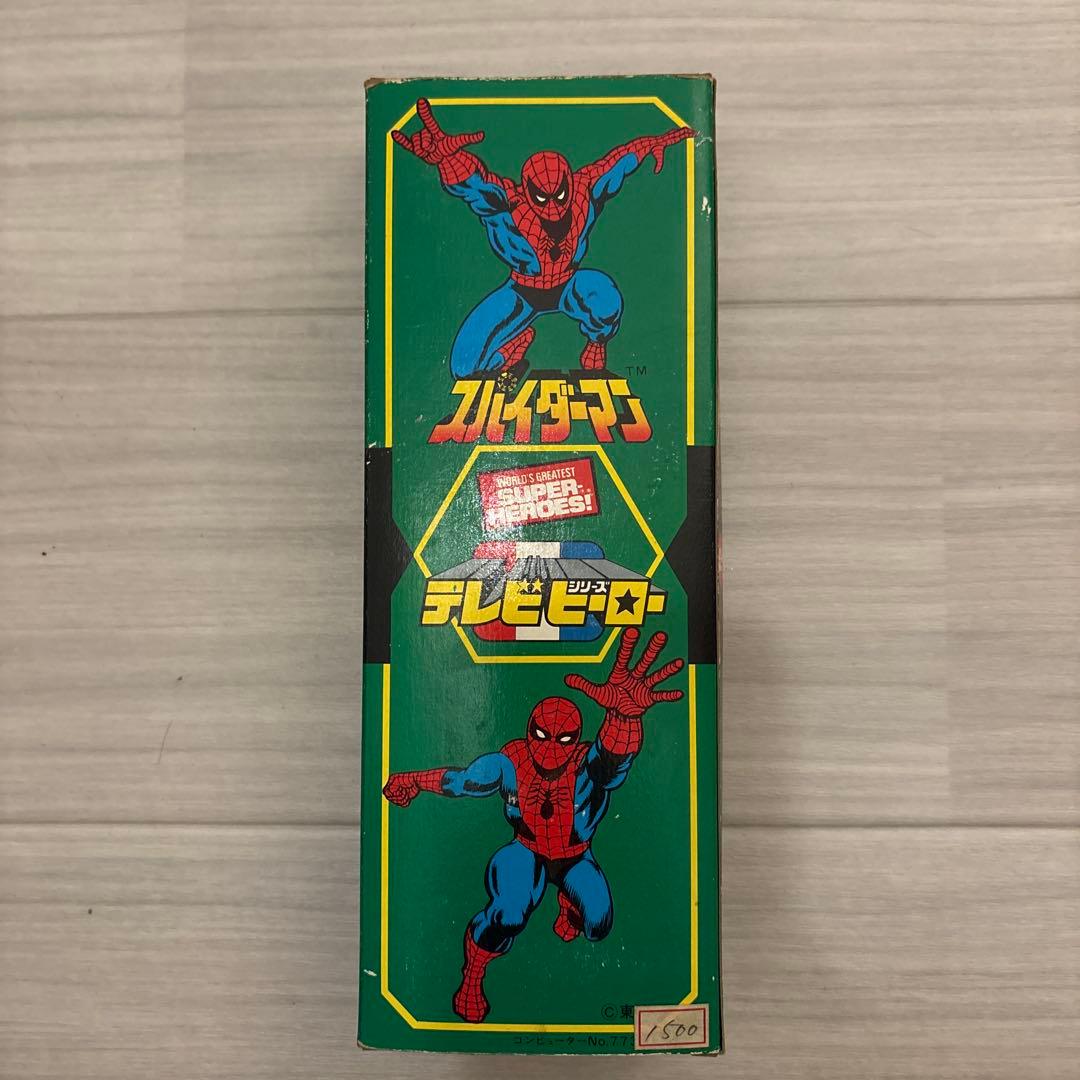 スパイダーマン
TM
WORLD'S GREATEST
SUPER-
HEROES!
テレビヒーロー
シリーズ
©東
コンピューターNo.77
1500